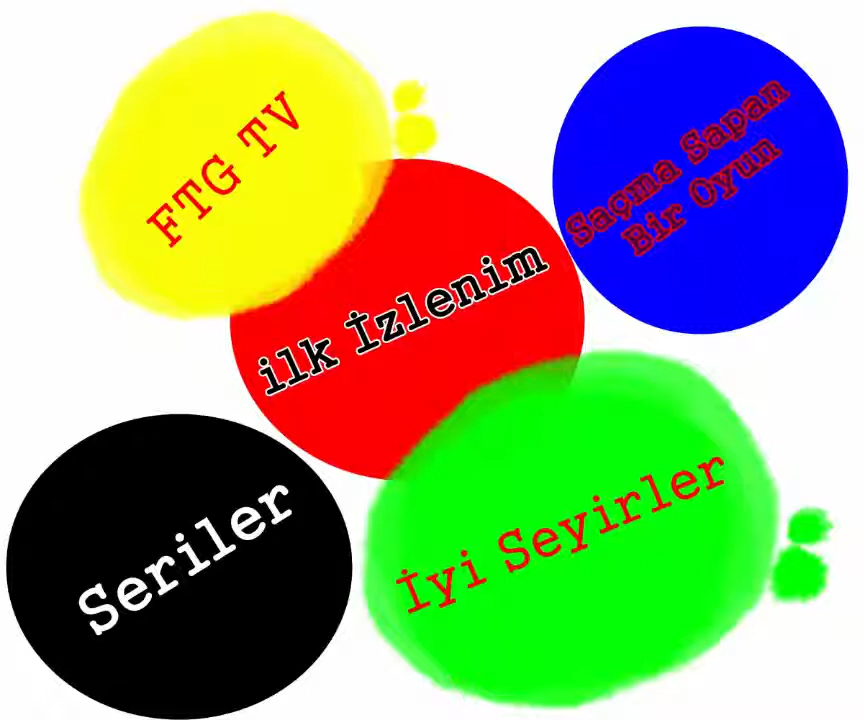 FTG TV
Saçma Sapan
Bir Oyun
ilk İzlenim
Seriler
İyi Seyirler